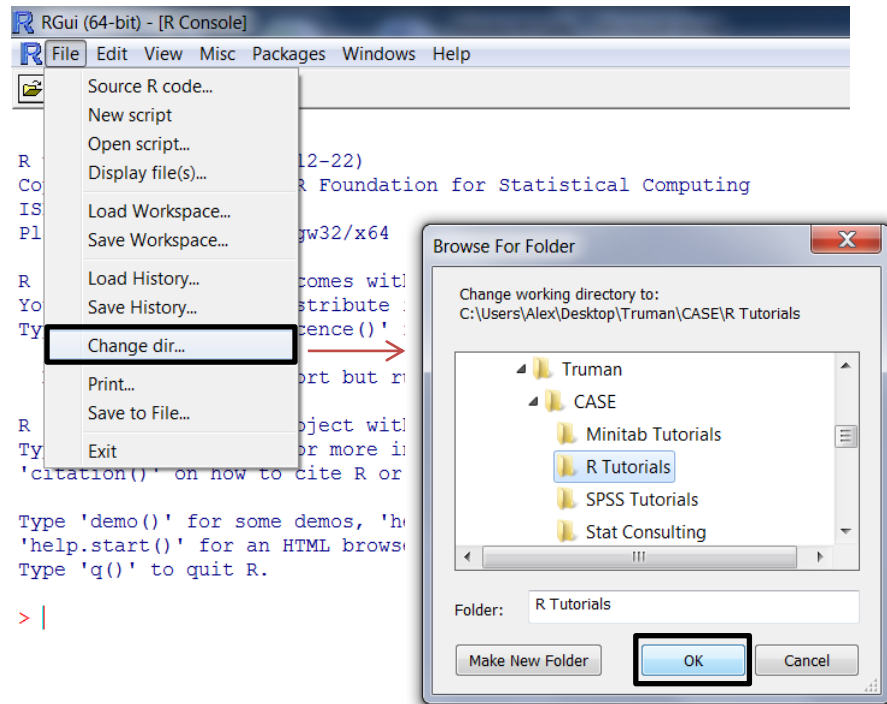 RGui (64-bit) - [R Console]
File Edit View Misc Packages Windows Help
Source R code...
New script
Open script...
Display file(s)...
Load Workspace...
Save Workspace...
Load History...
Save History...
Change dir...
Print...
Save to File...
Exit
R 12-22)
Co R Foundation for Statistical Computing
IS
Pl gw32/x64
R comes with
Yo stribute
Ty cence()'
ort but ru
R oject with
Ty or more in
'citation()' on how to cite R or
Type 'demo()' for some demos, 'he
'help.start()' for an HTML browse
Type 'q()' to quit R.
>
Browse For Folder
Change working directory to:
C:\Users\Alex\Desktop\Truman\CASE\R Tutorials
Truman
CASE
Minitab Tutorials
R Tutorials
SPSS Tutorials
Stat Consulting
Folder: R Tutorials
Make New Folder OK Cancel